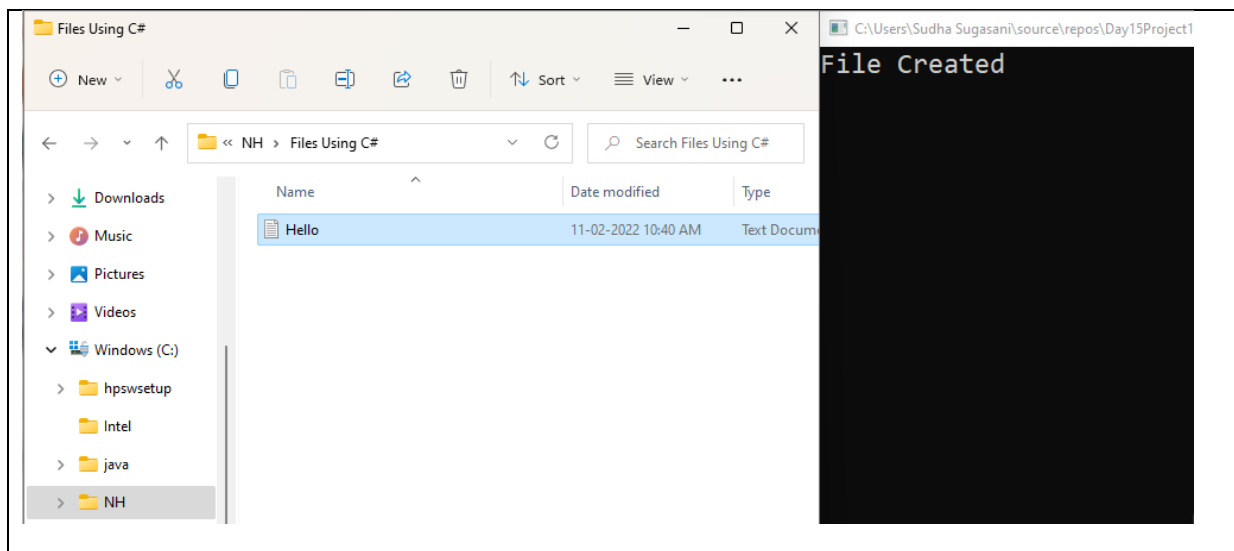 Files Using C#
C:\Users\Sudha Sugasani\source\repos\Day15Project1
File Created
New
Sort
View
NH > Files Using C#
Search Files Using C#
Name
Date modified
Type
Downloads
Hello
11-02-2022 10:40 AM
Text Docum
Music
Pictures
Videos
Windows (C:)
hpswsetup
Intel
java
NH